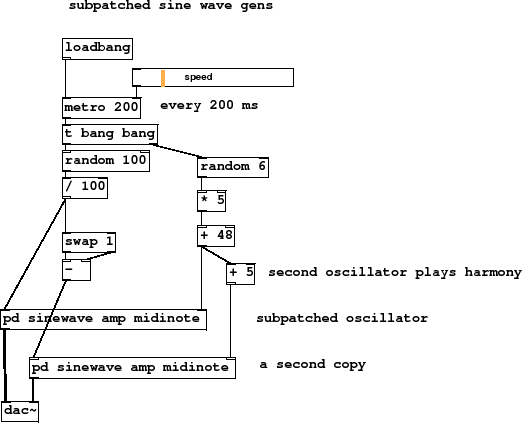 subpatched sine wave gens
loadbang
speed
metro 200
every 200 ms
t bang bang
random 100
random 6
/ 100
* 5
swap 1
+ 48
-
+ 5
second oscillator plays harmony
pd sinewave amp midinote
subpatched oscillator
pd sinewave amp midinote
a second copy
dac~